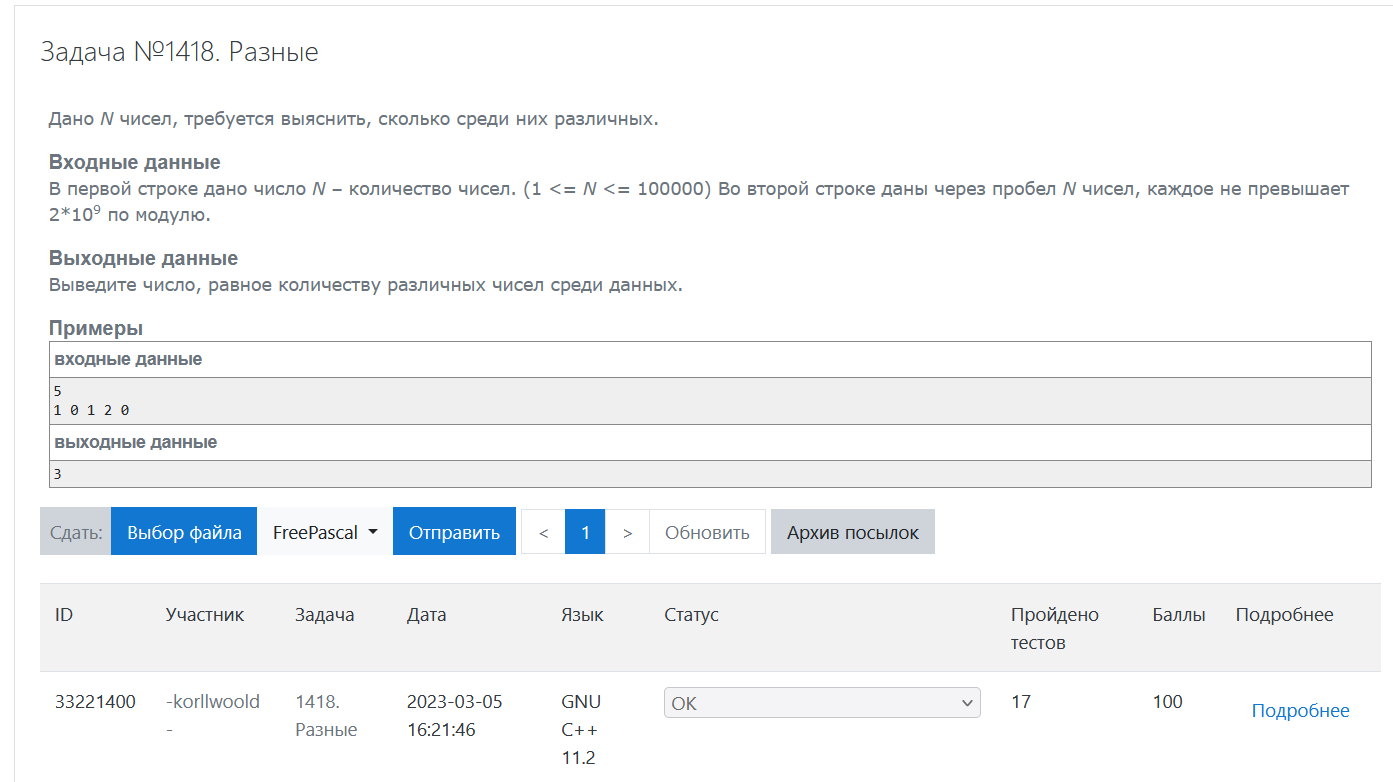 Задача №1418. Разные
Дано N чисел, требуется выяснить, сколько среди них различных.
Входные данные
В первой строке дано число N – количество чисел. (1 <= N <= 100000) Во второй строке даны через пробел N чисел, каждое не превышает
2*10⁹ по модулю.
Выходные данные
Выведите число, равное количеству различных чисел среди данных.
Примеры
входные данные
5
1 0 1 2 0
выходные данные
3
Сдать: Выбор файла FreePascal Отправить < 1 > Обновить Архив посылок
ID Участник Задача Дата Язык Статус Пройдено тестов Баллы Подробнее
33221400 -korllwoold- 1418. Разные 2023-03-05 16:21:46 GNU C++ 11.2 OK 17 100 Подробнее